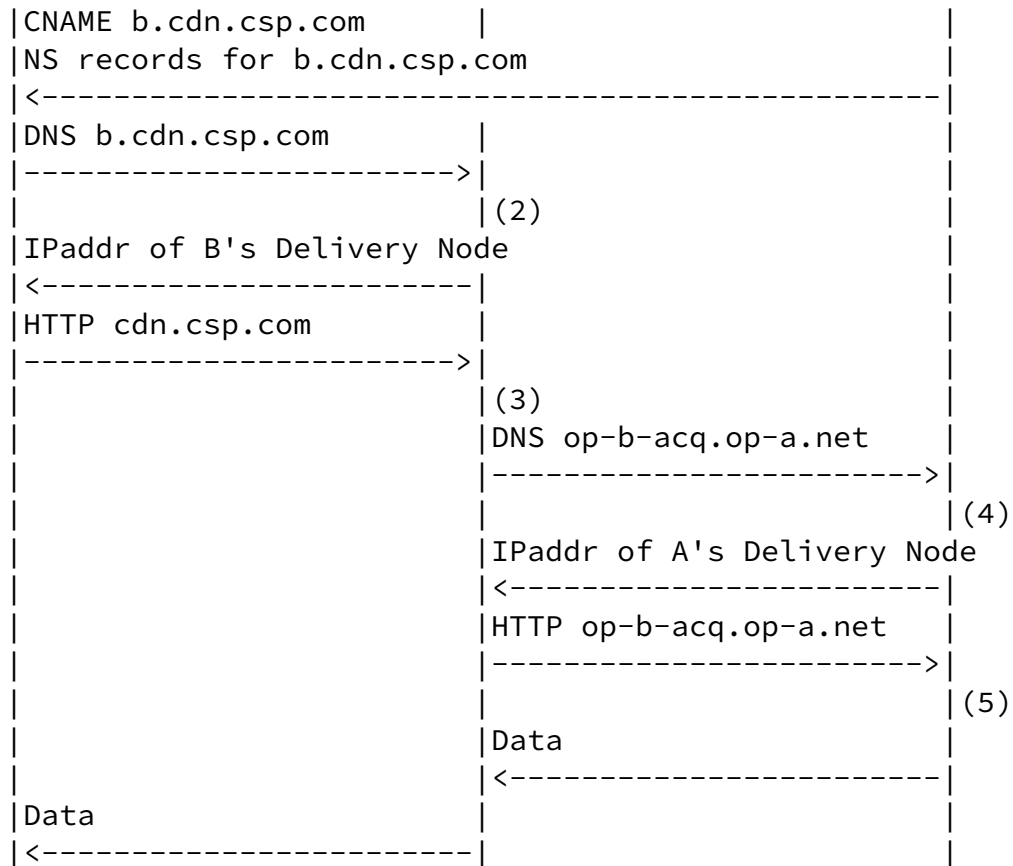 |CNAME b.cdn.csp.com      |                         |
|NS records for b.cdn.csp.com                       |
|<--------------------------------------------------|
|DNS b.cdn.csp.com        |                         |
|------------------------>|                         |
|                         |(2)                      |
|IPaddr of B's Delivery Node                        |
|<------------------------|                         |
|HTTP cdn.csp.com         |                         |
|------------------------>|                         |
|                         |(3)                      |
|                         |DNS op-b-acq.op-a.net    |
|                         |------------------------>|
|                         |                         |(4)
|                         |IPaddr of A's Delivery Node
|                         |<------------------------|
|                         |HTTP op-b-acq.op-a.net   |
|                         |------------------------>|
|                         |                         |(5)
|                         |Data                     |
|                         |<------------------------|
|Data                     |                         |
|<------------------------|                         |